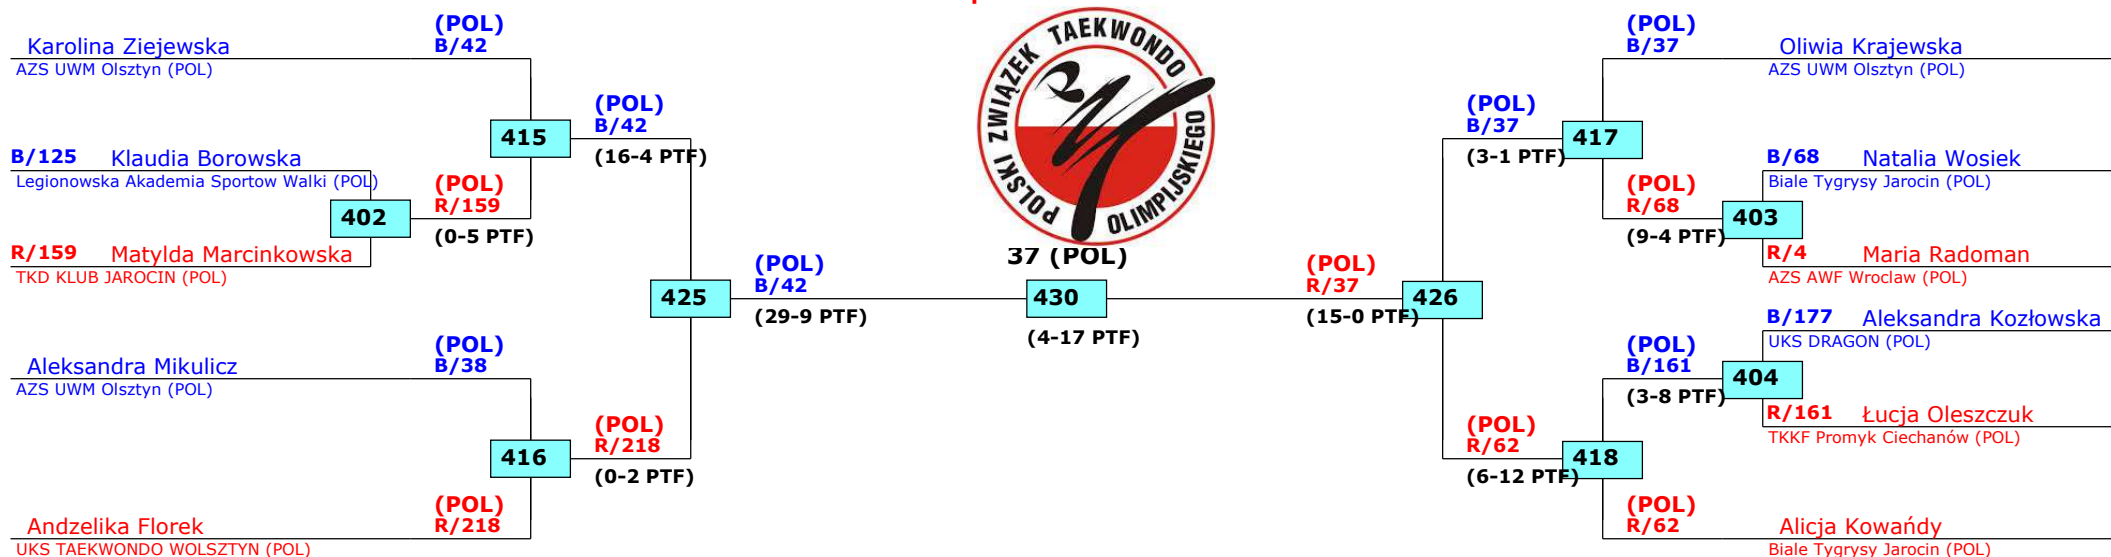 (POL)
B/42
Karolina Ziejewska
AZS UWM Olsztyn (POL)
415
(POL)
B/42
(16-4 PTF)
B/125 Klaudia Borowska
Legionowska Akademia Sportow Walki (POL)
402
(POL)
R/159
(0-5 PTF)
R/159 Matylda Marcinkowska
TKD KLUB JAROCIN (POL)
425
(POL)
B/42
(29-9 PTF)
(POL)
B/38
Aleksandra Mikulicz
AZS UWM Olsztyn (POL)
416
(POL)
R/218
(0-2 PTF)
(POL)
R/218
Andzelika Florek
UKS TAEKWONDO WOLSZTYN (POL)
POLSKI ZWIĄZEK TAEKWONDO OLIMPIJSKIEGO
37 (POL)
430
(4-17 PTF)
(POL)
B/37
Oliwia Krajewska
AZS UWM Olsztyn (POL)
(POL)
B/37
(3-1 PTF)
417
B/68 Natalia Wosiek
Biale Tygrysy Jarocin (POL)
(POL)
R/68
(9-4 PTF)
403
R/4 Maria Radoman
AZS AWF Wroclaw (POL)
(POL)
R/37
(15-0 PTF)
426
B/177 Aleksandra Kozłowska
UKS DRAGON (POL)
(POL)
B/161
(3-8 PTF)
404
R/161 Łucja Oleszczuk
TKKF Promyk Ciechanów (POL)
(POL)
R/62
(6-12 PTF)
418
(POL)
R/62
Alicja Kowańdy
Biale Tygrysy Jarocin (POL)